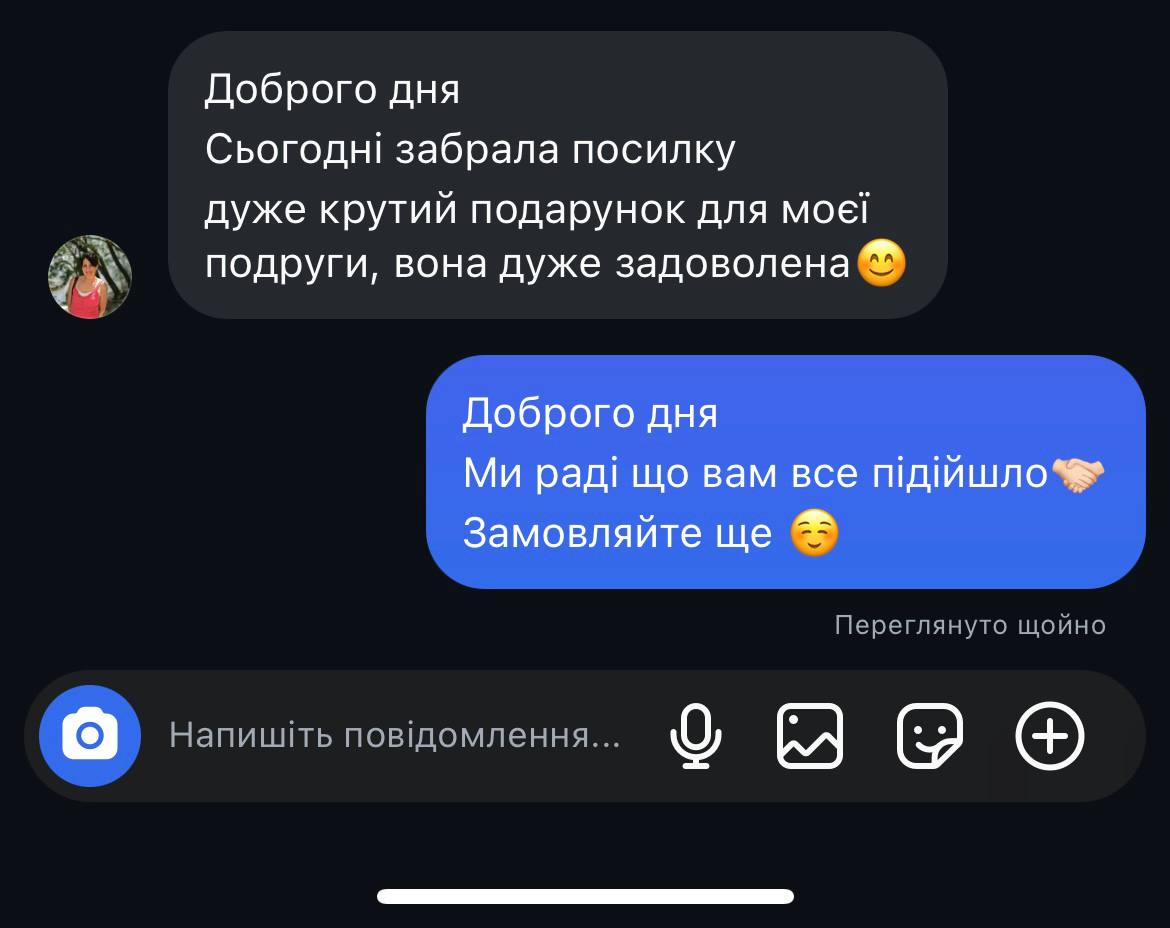 Доброго дня
Сьогодні забрала посилку
дуже крутий подарунок для моєї
подруги, вона дуже задоволена😊
Доброго дня
Ми раді що вам все підійшло🤝🏻
Замовляйте ще ☺️
Переглянуто щойно
Напишіть повідомлення...